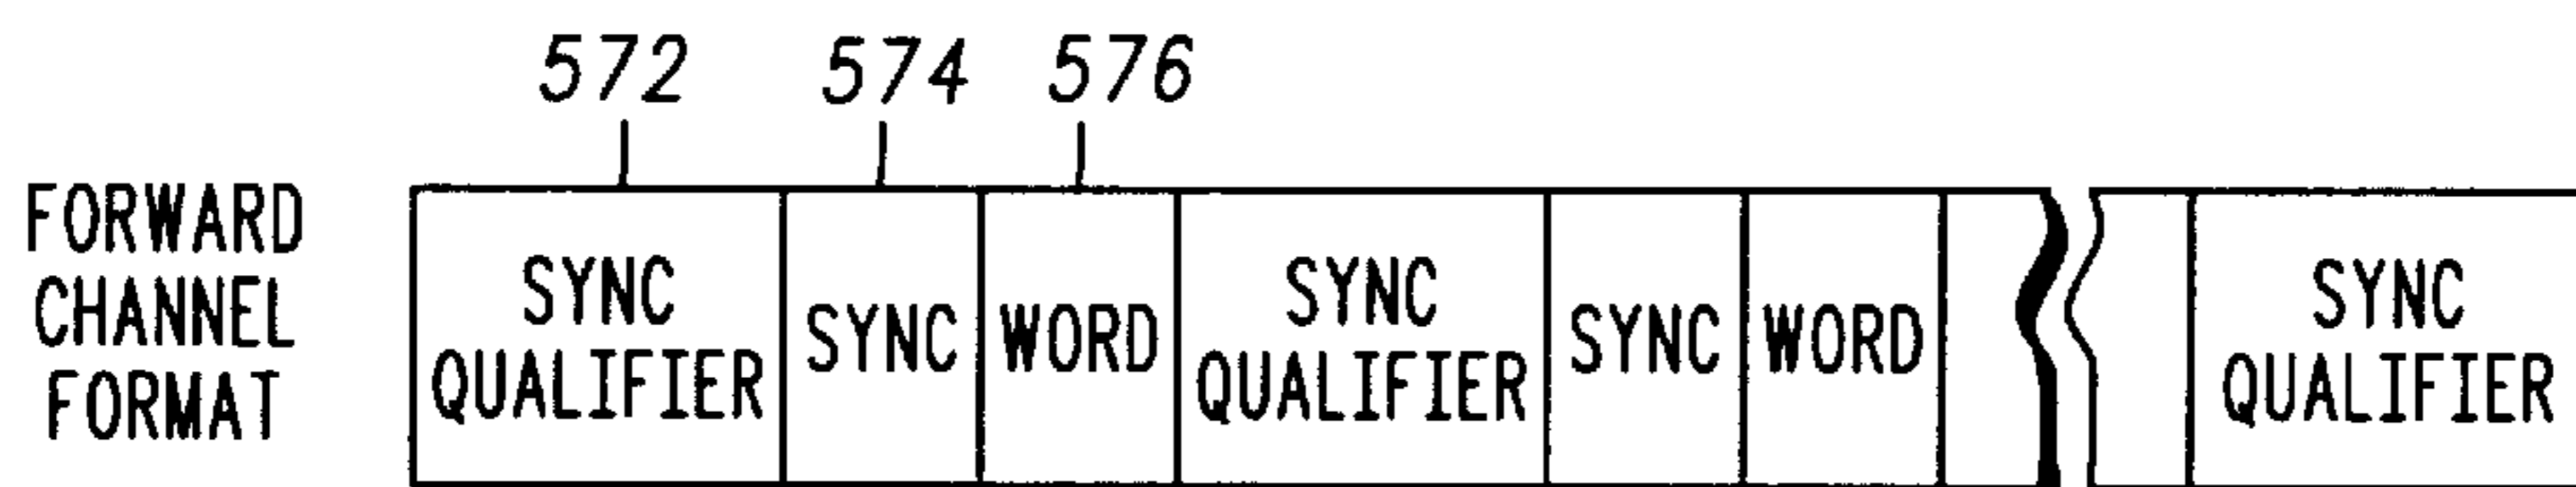 572 574 576
FORWARD
CHANNEL
FORMAT
SYNC
QUALIFIER
SYNC
WORD
SYNC
QUALIFIER
SYNC
WORD
SYNC
QUALIFIER